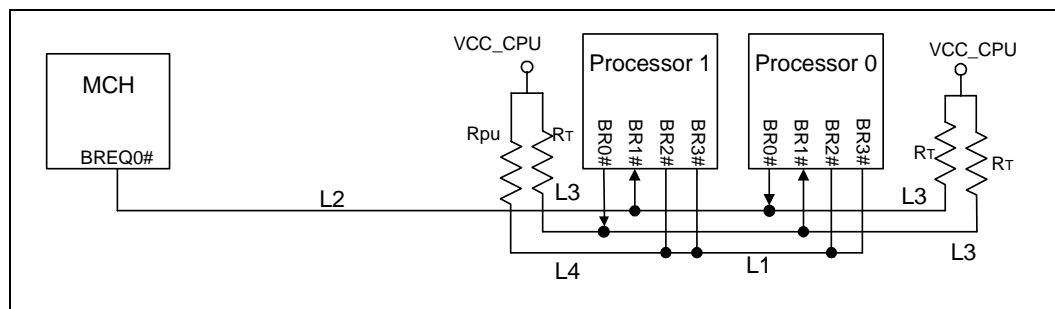 VCC_CPU
VCC_CPU
MCH
BREQ0#
Rpu
RT
Processor 1
BR0#
BR1#
BR2#
BR3#
Processor 0
BR0#
BR1#
BR2#
BR3#
RT
RT
L2
L3
L3
L3
L4
L1